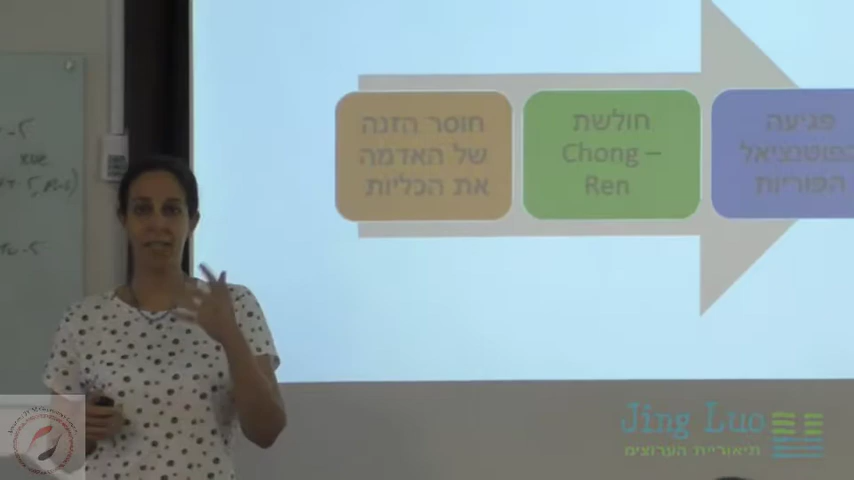 חוסר הזנה
של האדמה
את הכליות
חולשת
Chong –
Ren
פגיעה
בפוטנציאל
הפוריות
Jing Luo
תיאוריית הערוצים